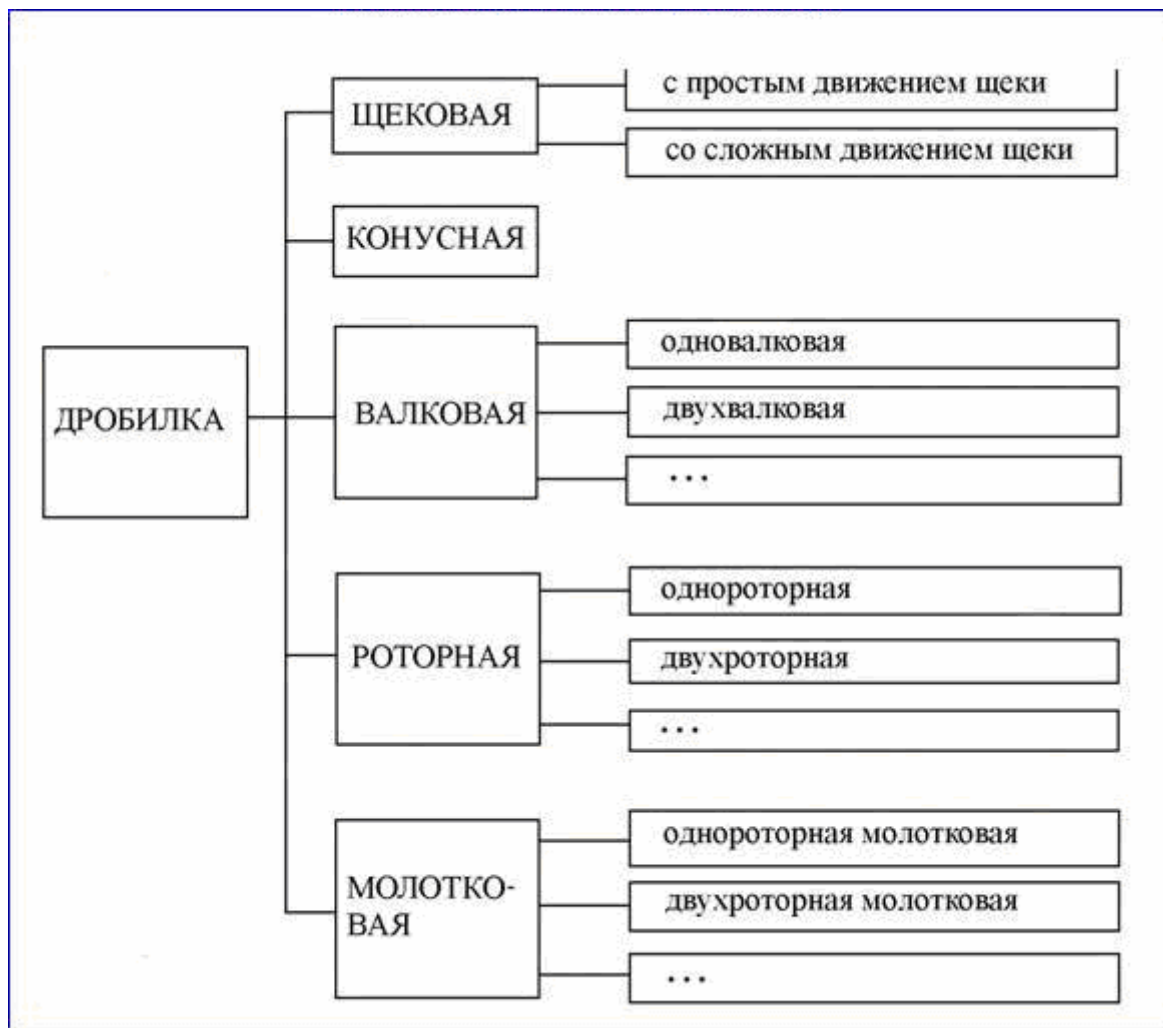 с простым движением щеки
ЩЕКОВАЯ
со сложным движением щеки
КОНУСНАЯ
одновалковая
ДРОБИЛКА
ВАЛКОВАЯ
двухвалковая
...
однороторная
РОТОРНАЯ
двухроторная
...
однороторная молотковая
МОЛОТКО-
ВАЯ
двухроторная молотковая
...